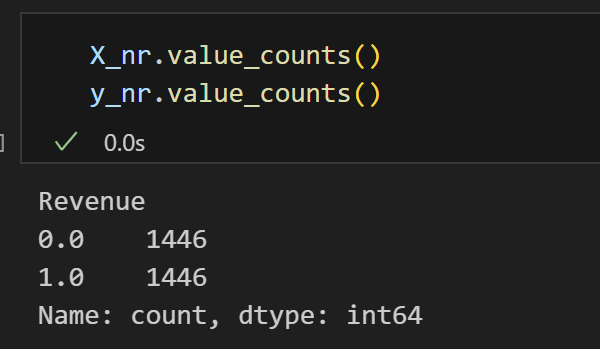 X_nr.value_counts()
y_nr.value_counts()
] ✓ 0.0s
Revenue
0.0    1446
1.0    1446
Name: count, dtype: int64